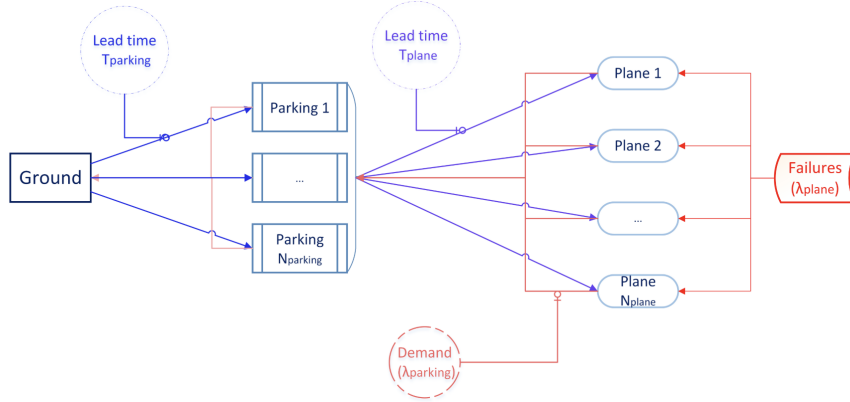 Lead time
Tparking
Lead time
Tplane
Ground
Parking 1
...
Parking
Nparking
Plane 1
Plane 2
...
Plane
Nplane
Failures
(λplane)
Demand
(λparking)